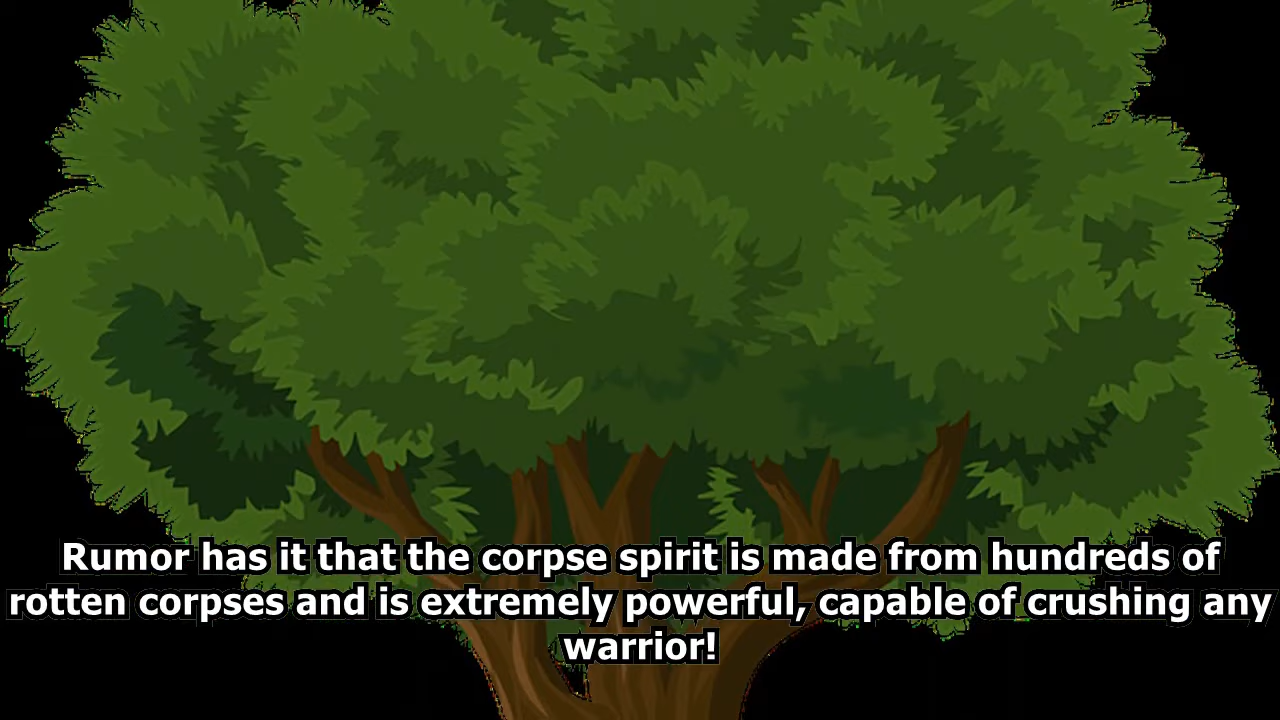 Rumor has it that the corpse spirit is made from hundreds of
rotten corpses and is extremely powerful, capable of crushing any
warrior!